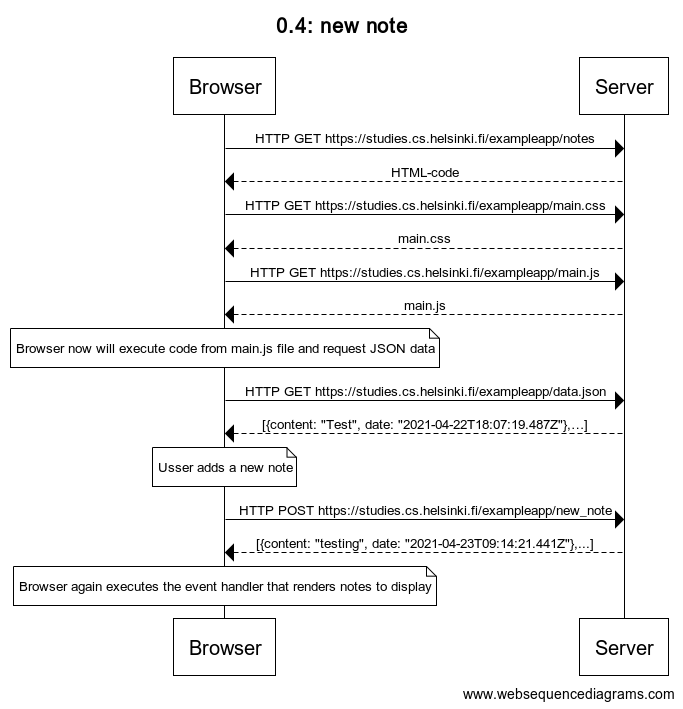 0.4: new note
Browser
Server
HTTP GET https://studies.cs.helsinki.fi/exampleapp/notes
HTML-code
HTTP GET https://studies.cs.helsinki.fi/exampleapp/main.css
main.css
HTTP GET https://studies.cs.helsinki.fi/exampleapp/main.js
main.js
Browser now will execute code from main.js file and request JSON data
HTTP GET https://studies.cs.helsinki.fi/exampleapp/data.json
[{content: "Test", date: "2021-04-22T18:07:19.487Z"},...]
Usser adds a new note
HTTP POST https://studies.cs.helsinki.fi/exampleapp/new_note
[{content: "testing", date: "2021-04-23T09:14:21.441Z"},...]
Browser again executes the event handler that renders notes to display
Browser
Server
www.websequencediagrams.com